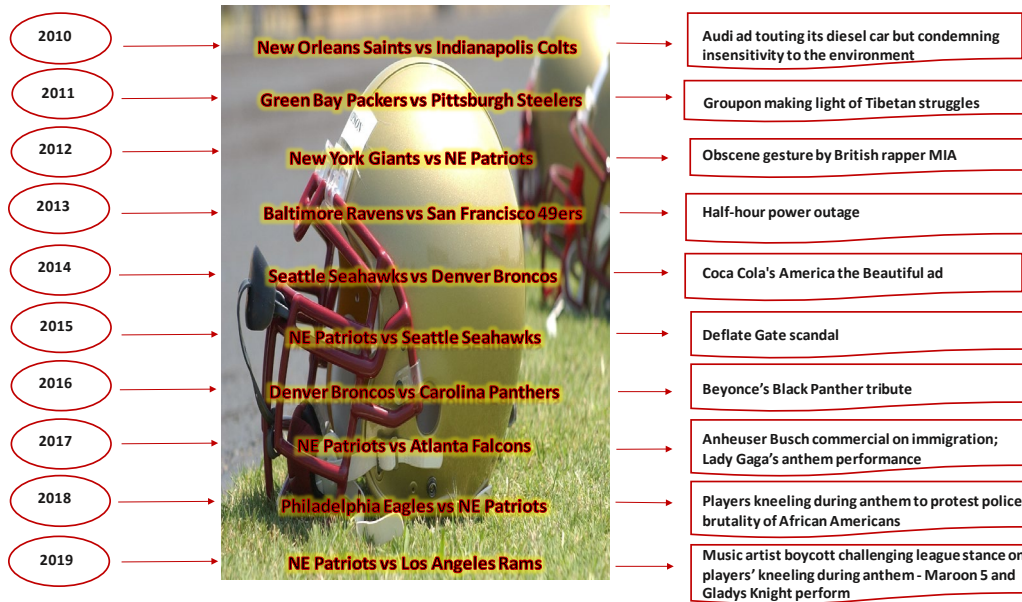 2010
New Orleans Saints vs Indianapolis Colts
Audi ad touting its diesel car but condemning
insensitivity to the environment
2011
Green Bay Packers vs Pittsburgh Steelers
Groupon making light of Tibetan struggles
2012
New York Giants vs NE Patriots
Obscene gesture by British rapper MIA
2013
Baltimore Ravens vs San Francisco 49ers
Half-hour power outage
2014
Seattle Seahawks vs Denver Broncos
Coca Cola's America the Beautiful ad
2015
NE Patriots vs Seattle Seahawks
Deflate Gate scandal
2016
Denver Broncos vs Carolina Panthers
Beyonce’s Black Panther tribute
2017
NE Patriots vs Atlanta Falcons
Anheuser Busch commercial on immigration;
Lady Gaga’s anthem performance
2018
Philadelphia Eagles vs NE Patriots
Players kneeling during anthem to protest police
brutality of African Americans
2019
NE Patriots vs Los Angeles Rams
Music artist boycott challenging league stance on
players’ kneeling during anthem - Maroon 5 and
Gladys Knight perform